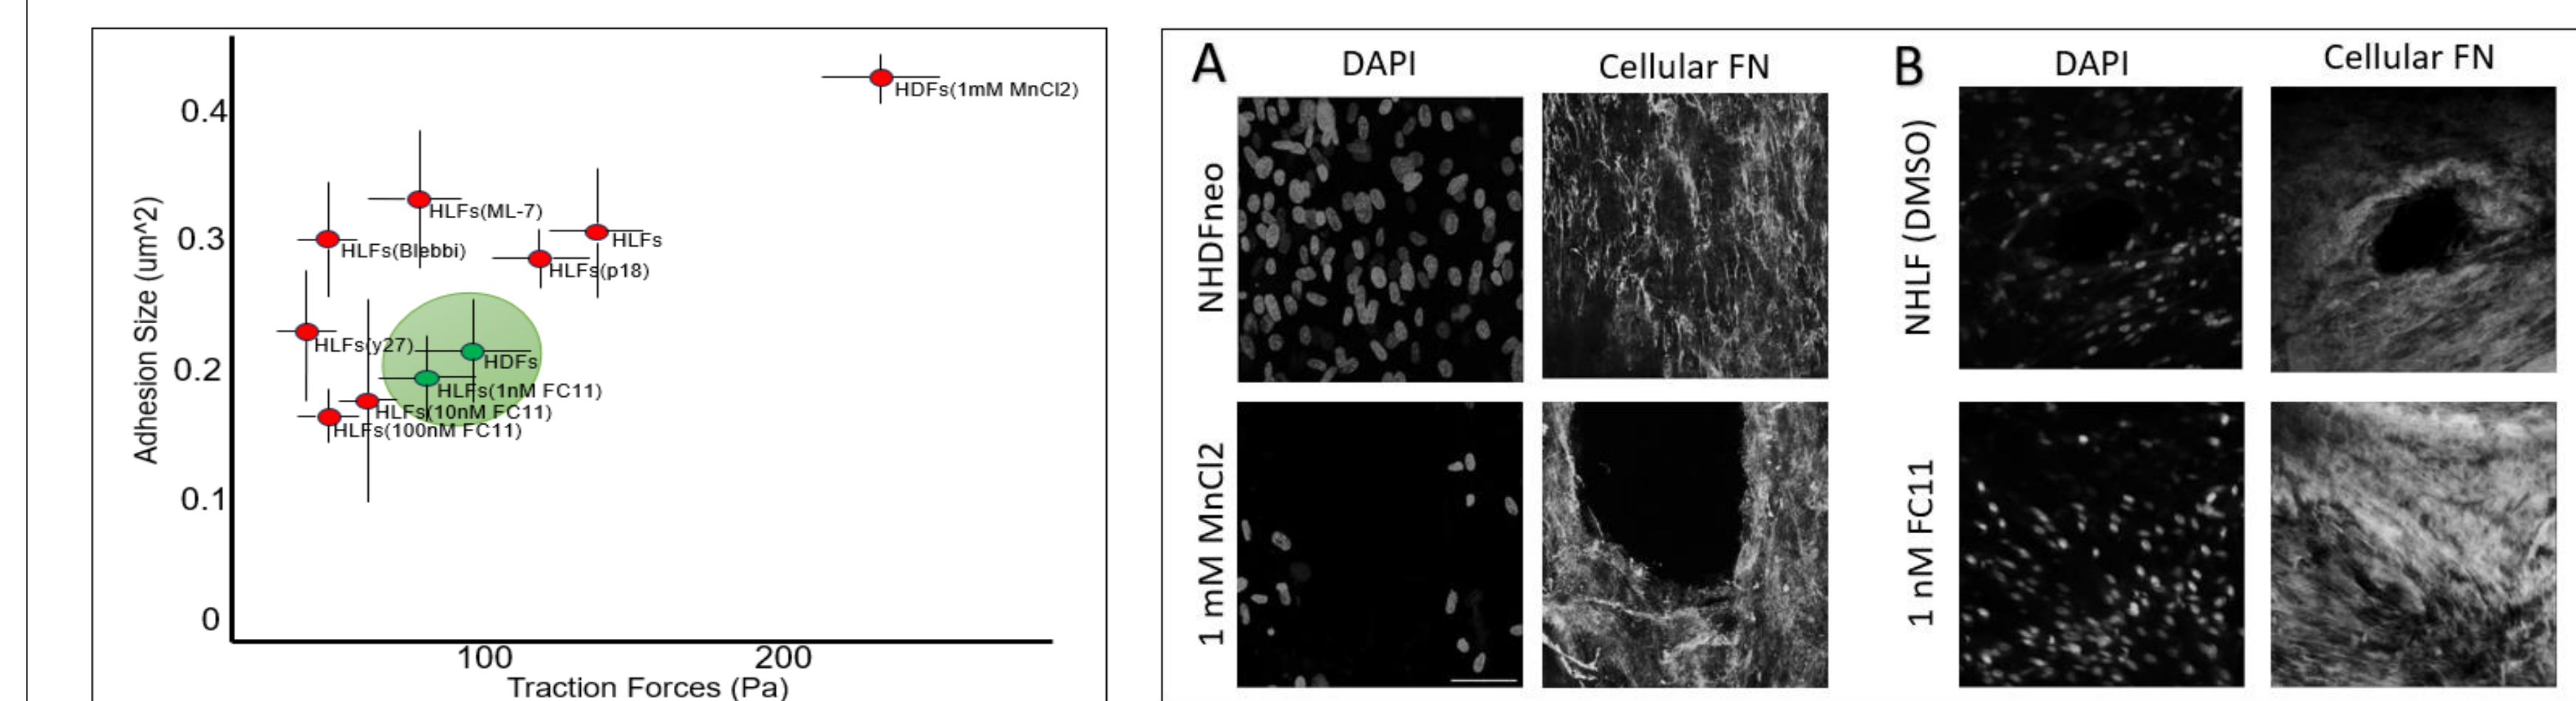 Adhesion Size (um^2)
0.4
0.3
0.2
0.1
0
100
200
Traction Forces (Pa)
HDFs(1mM MnCl2)
HLFs(ML-7)
HLFs(Blebbi)
HLFs
HLFs(p18)
HLFs(y27)
HDFs
HLFs(1nM FC11)
HLFs(10nM FC11)
HLFs(100nM FC11)
A
DAPI
Cellular FN
NHDFneo
1 mM MnCl2
B
DAPI
Cellular FN
NHLF (DMSO)
1 nM FC11